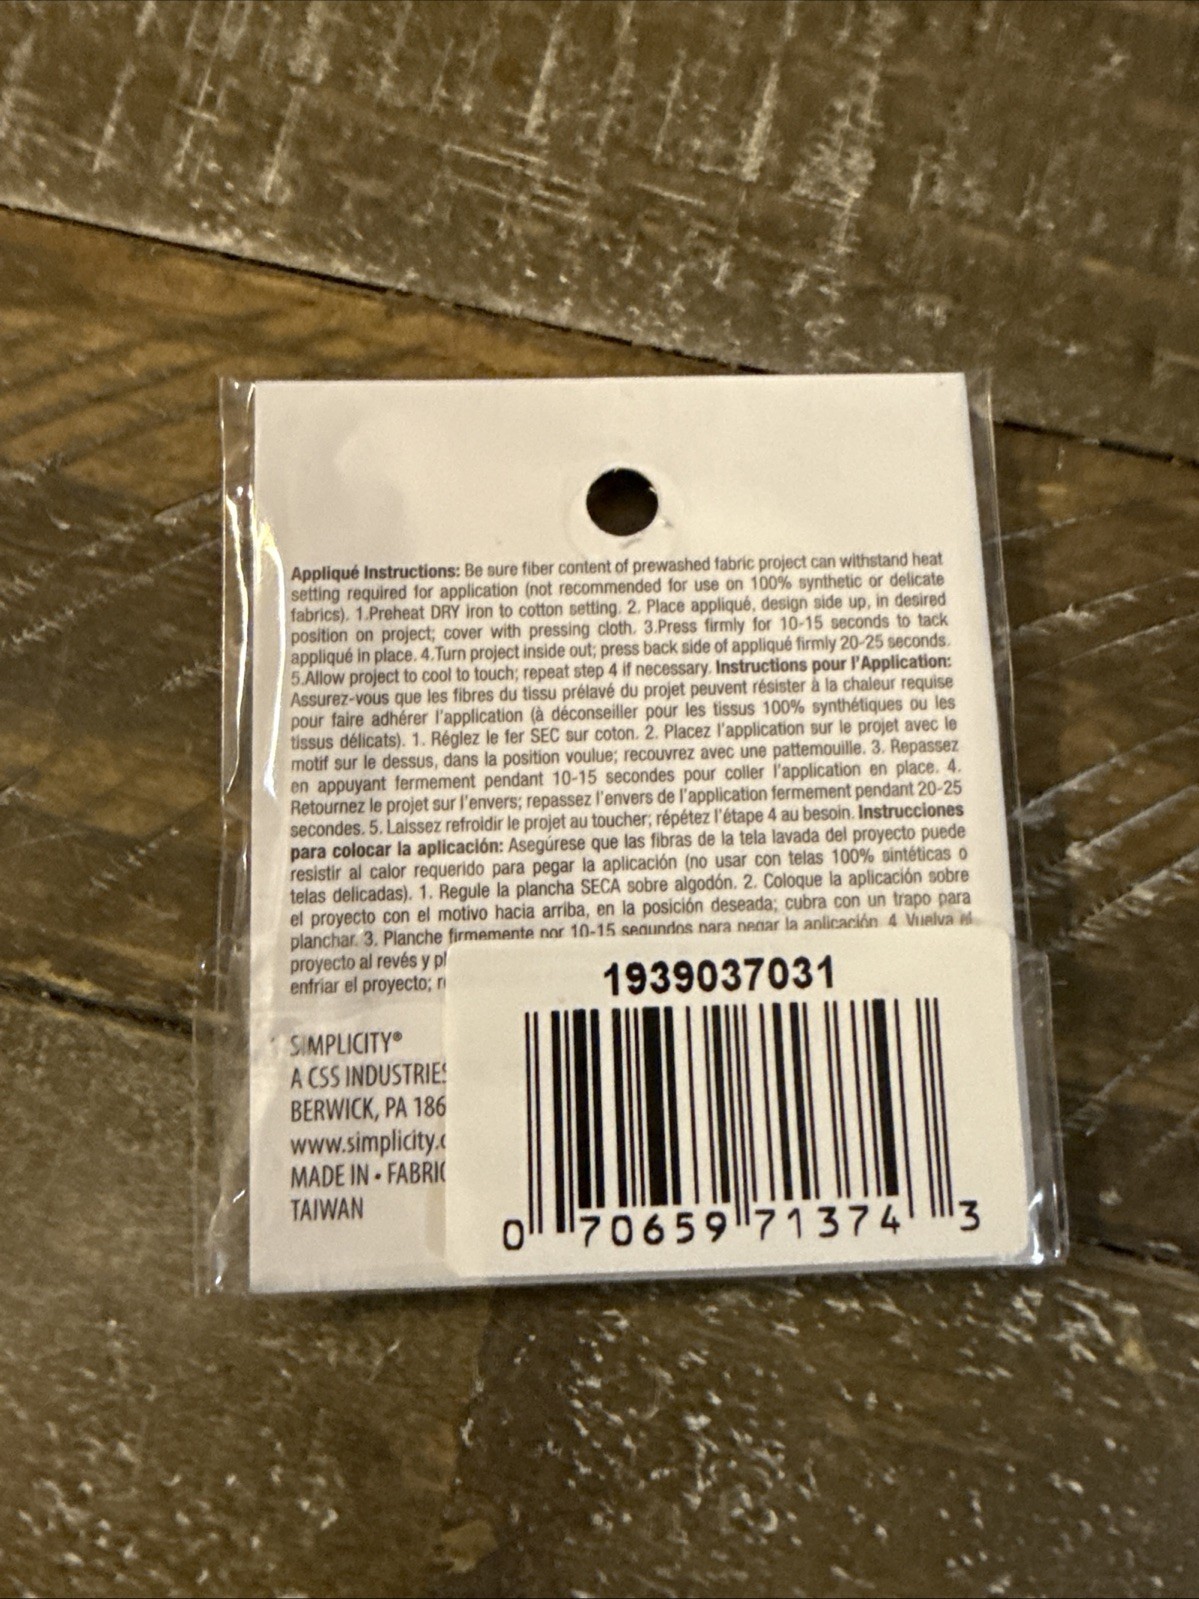 Appliqué Instructions: Be sure fiber content of prewashed fabric project can withstand heat
setting required for application (not recommended for use on 100% synthetic or delicate
fabrics). 1.Preheat DRY iron to cotton setting. 2. Place appliqué, design side up, in desired
position on project; cover with pressing cloth. 3.Press firmly for 10-15 seconds to tack
appliqué in place. 4.Turn project inside out; press back side of appliqué firmly 20-25 seconds.
5.Allow project to cool to touch; repeat step 4 if necessary. Instructions pour l'Application:
Assurez-vous que les fibres du tissu prélavé du projet peuvent résister à la chaleur requise
pour faire adhérer l'application (à déconseiller pour les tissus 100% synthétiques ou les
tissus délicats). 1. Réglez le fer SEC sur coton. 2. Placez l'application sur le projet avec le
motif sur le dessus, dans la position voulue; recouvrez avec une pattemouille. 3. Repassez
en appuyant fermement pendant 10-15 secondes pour coller l'application en place. 4.
Retournez le projet sur l'envers; repassez l'envers de l'application fermement pendant 20-25
secondes. 5. Laissez refroidir le projet au toucher; répétez l'étape 4 au besoin. Instrucciones
para colocar la aplicación: Asegúrese que las fibras de la tela lavada del proyecto puede
resistir al calor requerido para pegar la aplicación (no usar con telas 100% sintéticas o
telas delicadas). 1. Regule la plancha SECA sobre algodón. 2. Coloque la aplicación sobre
el proyecto con el motivo hacia arriba, en la posición deseada; cubra con un trapo para
planchar. 3. Planche firmemente por 10-15 segundos para pegar la aplicación. 4. Vuelva el
proyecto al revés y pl
enfriar el proyecto;
SIMPLICITY®
A CSS INDUSTRIES
BERWICK, PA 186
www.simplicity.c
MADE IN • FABRIC
TAIWAN
1939037031
0 70659 71374 3